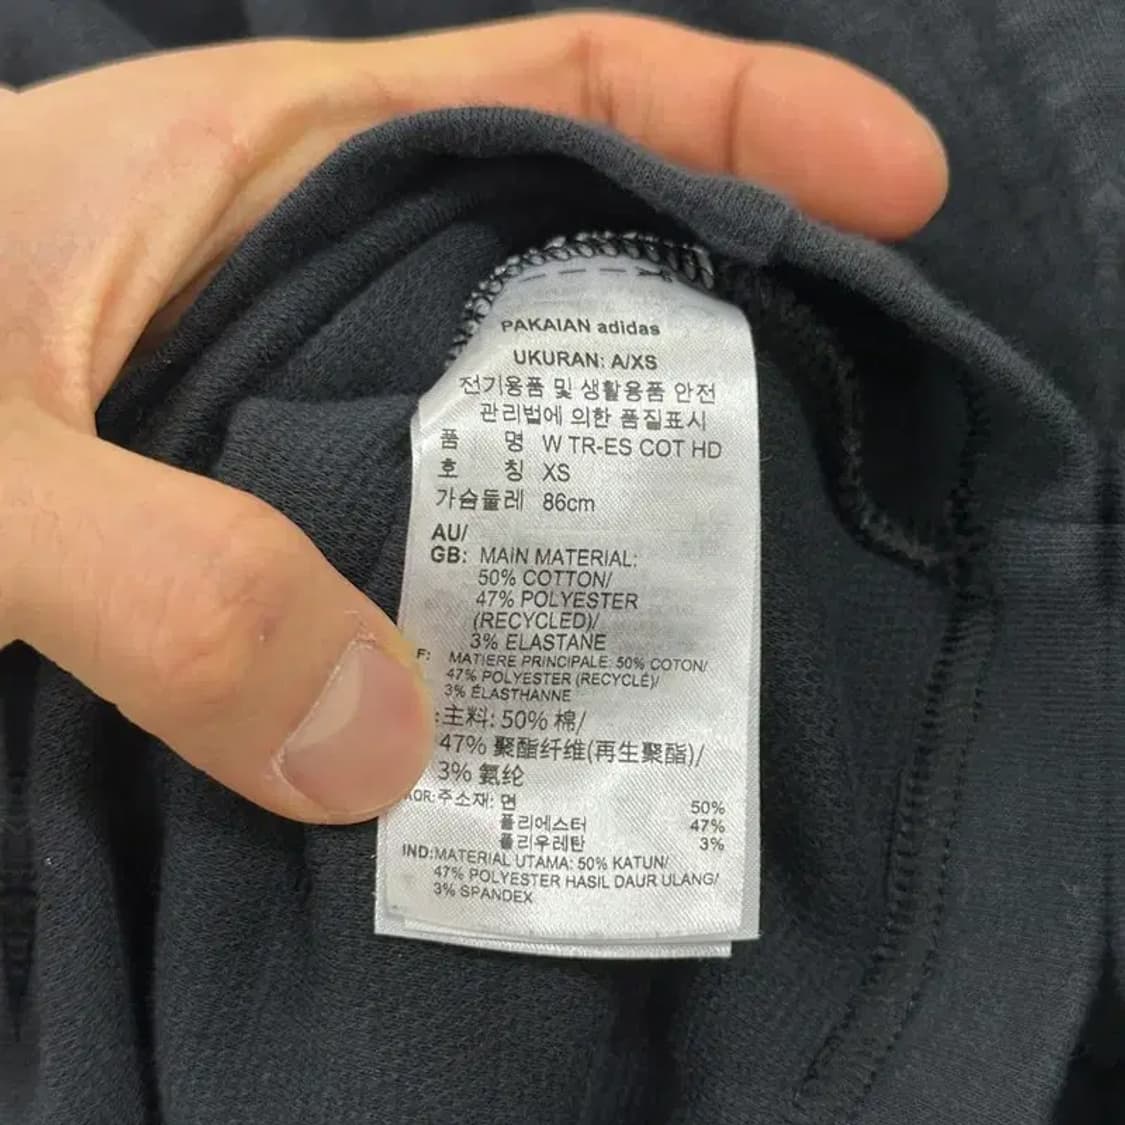 PAKAIAN adidas
UKURAN: A/XS
전기용품 및 생활용품 안전
관리법에 의한 품질표시
품 명 W TR-ES COT HD
호 칭 XS
가슴둘레 86cm
AU/
GB: MAIN MATERIAL:
50% COTTON/
47% POLYESTER
(RECYCLED)/
3% ELASTANE
F: MATIERE PRINCIPALE: 50% COTON/
47% POLYESTER (RECYCLÉ)/
3% ÉLASTHANNE
:主料: 50% 棉/
47% 聚酯纤维(再生聚酯)/
3% 氨纶
KOR: 주소재: 면 50%
폴리에스터 47%
폴리우레탄 3%
IND: MATERIAL UTAMA: 50% KATUN/
47% POLYESTER HASIL DAUR ULANG/
3% SPANDEX